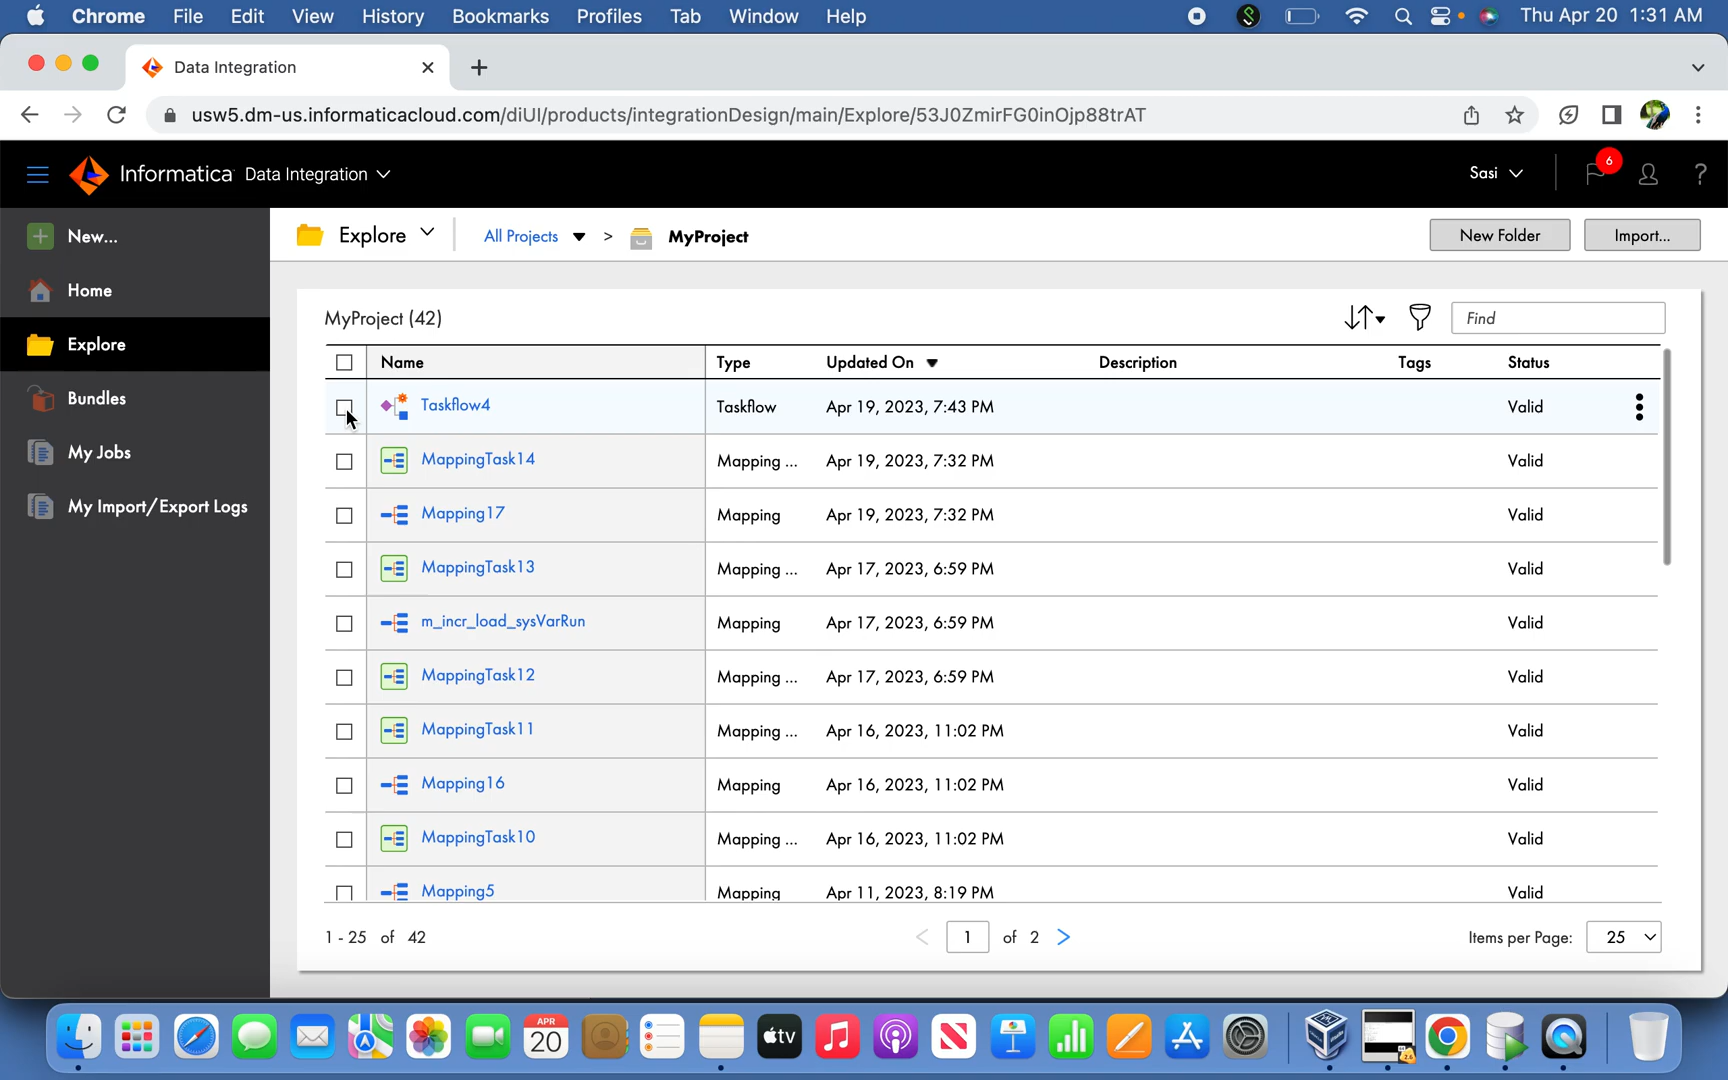 Chrome File Edit View History Bookmarks Profiles Tab Window Help Thu Apr 20 1:31 AM
Data Integration
usw5.dm-us.informaticacloud.com/diUI/products/integrationDesign/main/Explore/53J0ZmirFG0inOjp88trAT
Informatica Data Integration Sasi 6 ?
New...
Home
Explore
Bundles
My Jobs
My Import/Export Logs
Explore All Projects > MyProject New Folder Import...
MyProject (42) Find
Name Type Updated On Description Tags Status
Taskflow4 Taskflow Apr 19, 2023, 7:43 PM Valid
MappingTask14 Mapping ... Apr 19, 2023, 7:32 PM Valid
Mapping17 Mapping Apr 19, 2023, 7:32 PM Valid
MappingTask13 Mapping ... Apr 17, 2023, 6:59 PM Valid
m_incr_load_sysVarRun Mapping Apr 17, 2023, 6:59 PM Valid
MappingTask12 Mapping ... Apr 17, 2023, 6:59 PM Valid
MappingTask11 Mapping ... Apr 16, 2023, 11:02 PM Valid
Mapping16 Mapping Apr 16, 2023, 11:02 PM Valid
MappingTask10 Mapping ... Apr 16, 2023, 11:02 PM Valid
Mapping5 Mapping Apr 11, 2023, 8:19 PM Valid
1 - 25 of 42 < 1 of 2 > Items per Page: 25
APR
20
tv